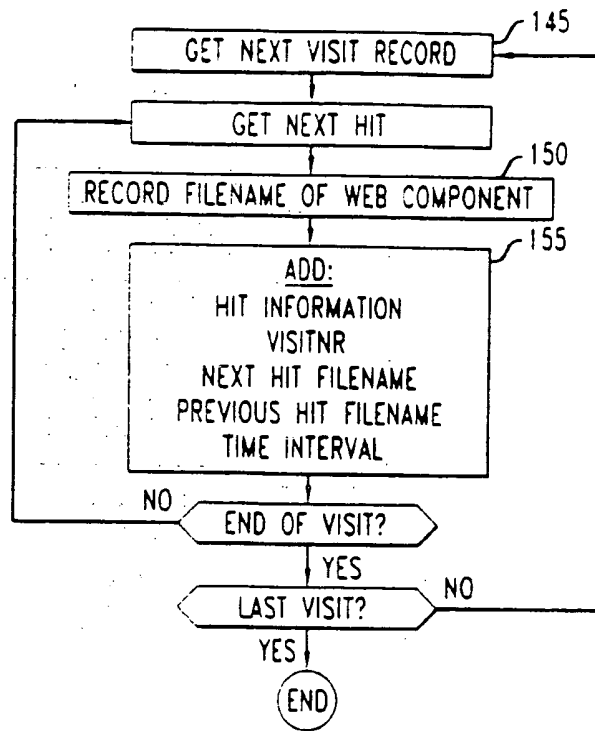 145
GET NEXT VISIT RECORD
GET NEXT HIT
150
RECORD FILENAME OF WEB COMPONENT
155
ADD:
HIT INFORMATION
VISITNR
NEXT HIT FILENAME
PREVIOUS HIT FILENAME
TIME INTERVAL
NO
END OF VISIT?
YES
NO
LAST VISIT?
YES
END